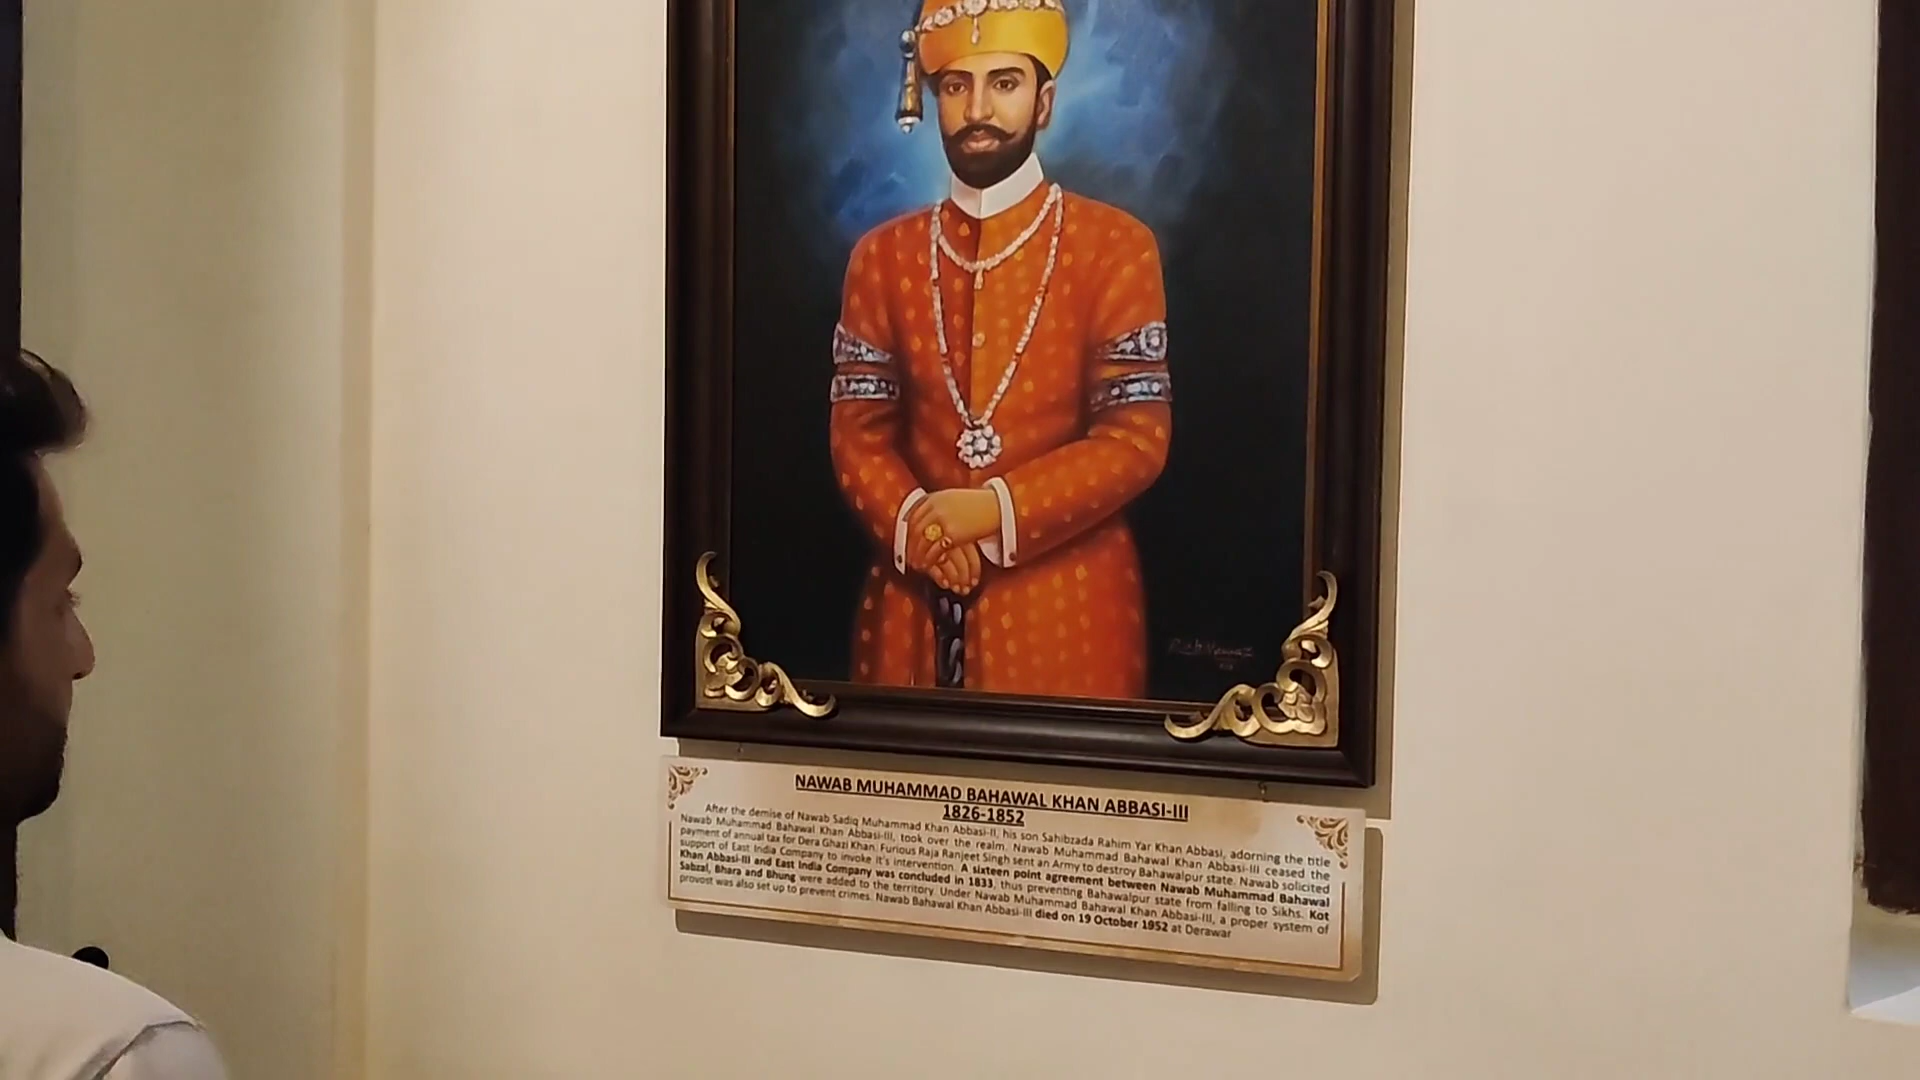 NAWAB MUHAMMAD BAHAWAL KHAN ABBASI-III
1826-1852
After the demise of Nawab Sadiq Muhammad Khan Abbasi-II, his son Sahibzada Rahim Yar Khan Abbasi, adorning the title
Nawab Muhammad Bahawal Khan Abbasi-III, took over the realm. Nawab Muhammad Bahawal Khan Abbasi-III ceased the
payment of annual tax for Dera Ghazi Khan. Furious Raja Ranjeet Singh sent an Army to destroy Bahawalpur state. Nawab solicited
support of East India Company to invoke it's intervention. A sixteen point agreement between Nawab Muhammad Bahawal
Khan Abbasi-III and East India Company was concluded in 1833, thus preventing Bahawalpur state from falling to Sikhs. Kot
Sabzal, Bhara and Bhung were added to the territory. Under Nawab Muhammad Bahawal Khan Abbasi-III, a proper system of
provost was also set up to prevent crimes. Nawab Bahawal Khan Abbasi-III died on 19 October 1952 at Derawar